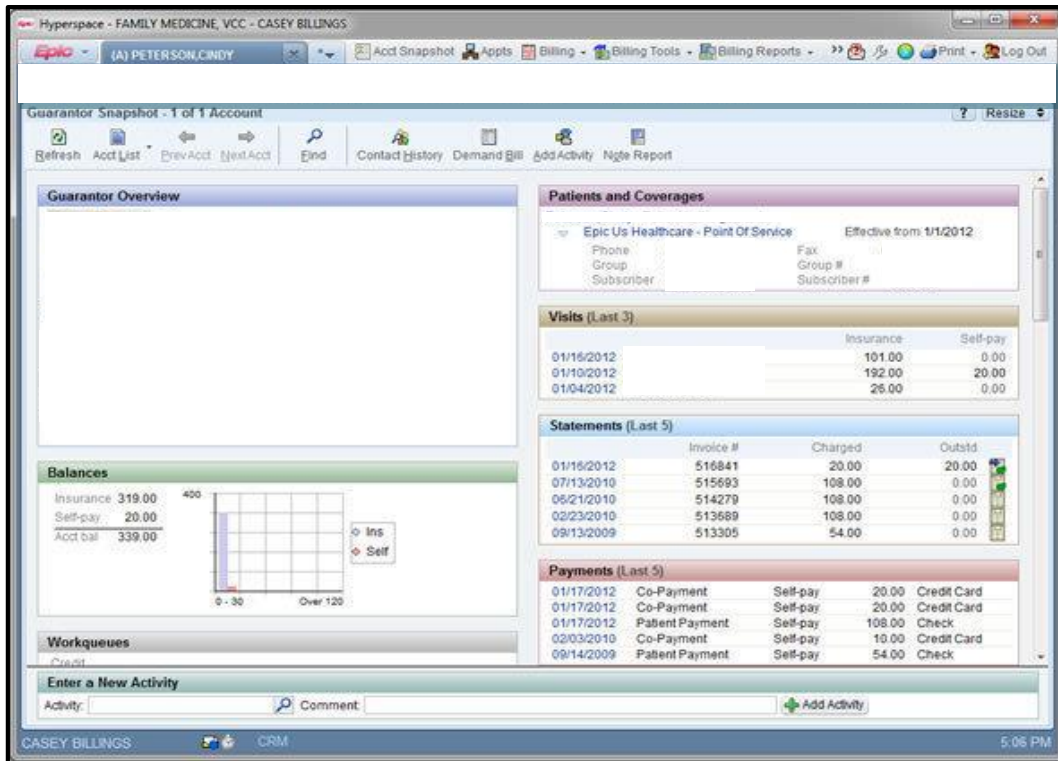 Hyperspace - FAMILY MEDICINE, VCC - CASEY BILLINGS
Epic (A) PETERSON,CINDY Acct Snapshot Appts Billing Billing Tools Billing Reports Print Log Out
Guarantor Snapshot - 1 of 1 Account ? Resize
Refresh Acct List Prev Acct Next Acct Find Contact History Demand Bill Add Activity Note Report
Guarantor Overview
Patients and Coverages
Epic Us Healthcare - Point Of Service Effective from 1/1/2012
Phone Fax
Group Group #
Subscriber Subscriber #
Visits (Last 3)
Insurance Self-pay
01/16/2012 101.00 0.00
01/10/2012 192.00 20.00
01/04/2012 26.00 0.00
Statements (Last 5)
Invoice # Charged Outstd
01/16/2012 516841 20.00 20.00
07/13/2010 515693 108.00 0.00
06/21/2010 514279 108.00 0.00
02/23/2010 513689 108.00 0.00
09/13/2009 513305 54.00 0.00
Balances
Insurance 319.00
Self-pay 20.00
Acct bal 339.00
400
Ins
Self
0 - 30 Over 120
Payments (Last 5)
01/17/2012 Co-Payment Self-pay 20.00 Credit Card
01/17/2012 Co-Payment Self-pay 20.00 Credit Card
01/17/2012 Patient Payment Self-pay 108.00 Check
02/03/2010 Co-Payment Self-pay 10.00 Credit Card
09/14/2009 Patient Payment Self-pay 54.00 Check
Workqueues
Credit
Enter a New Activity
Activity: Comment: Add Activity
CASEY BILLINGS CRM 5:06 PM